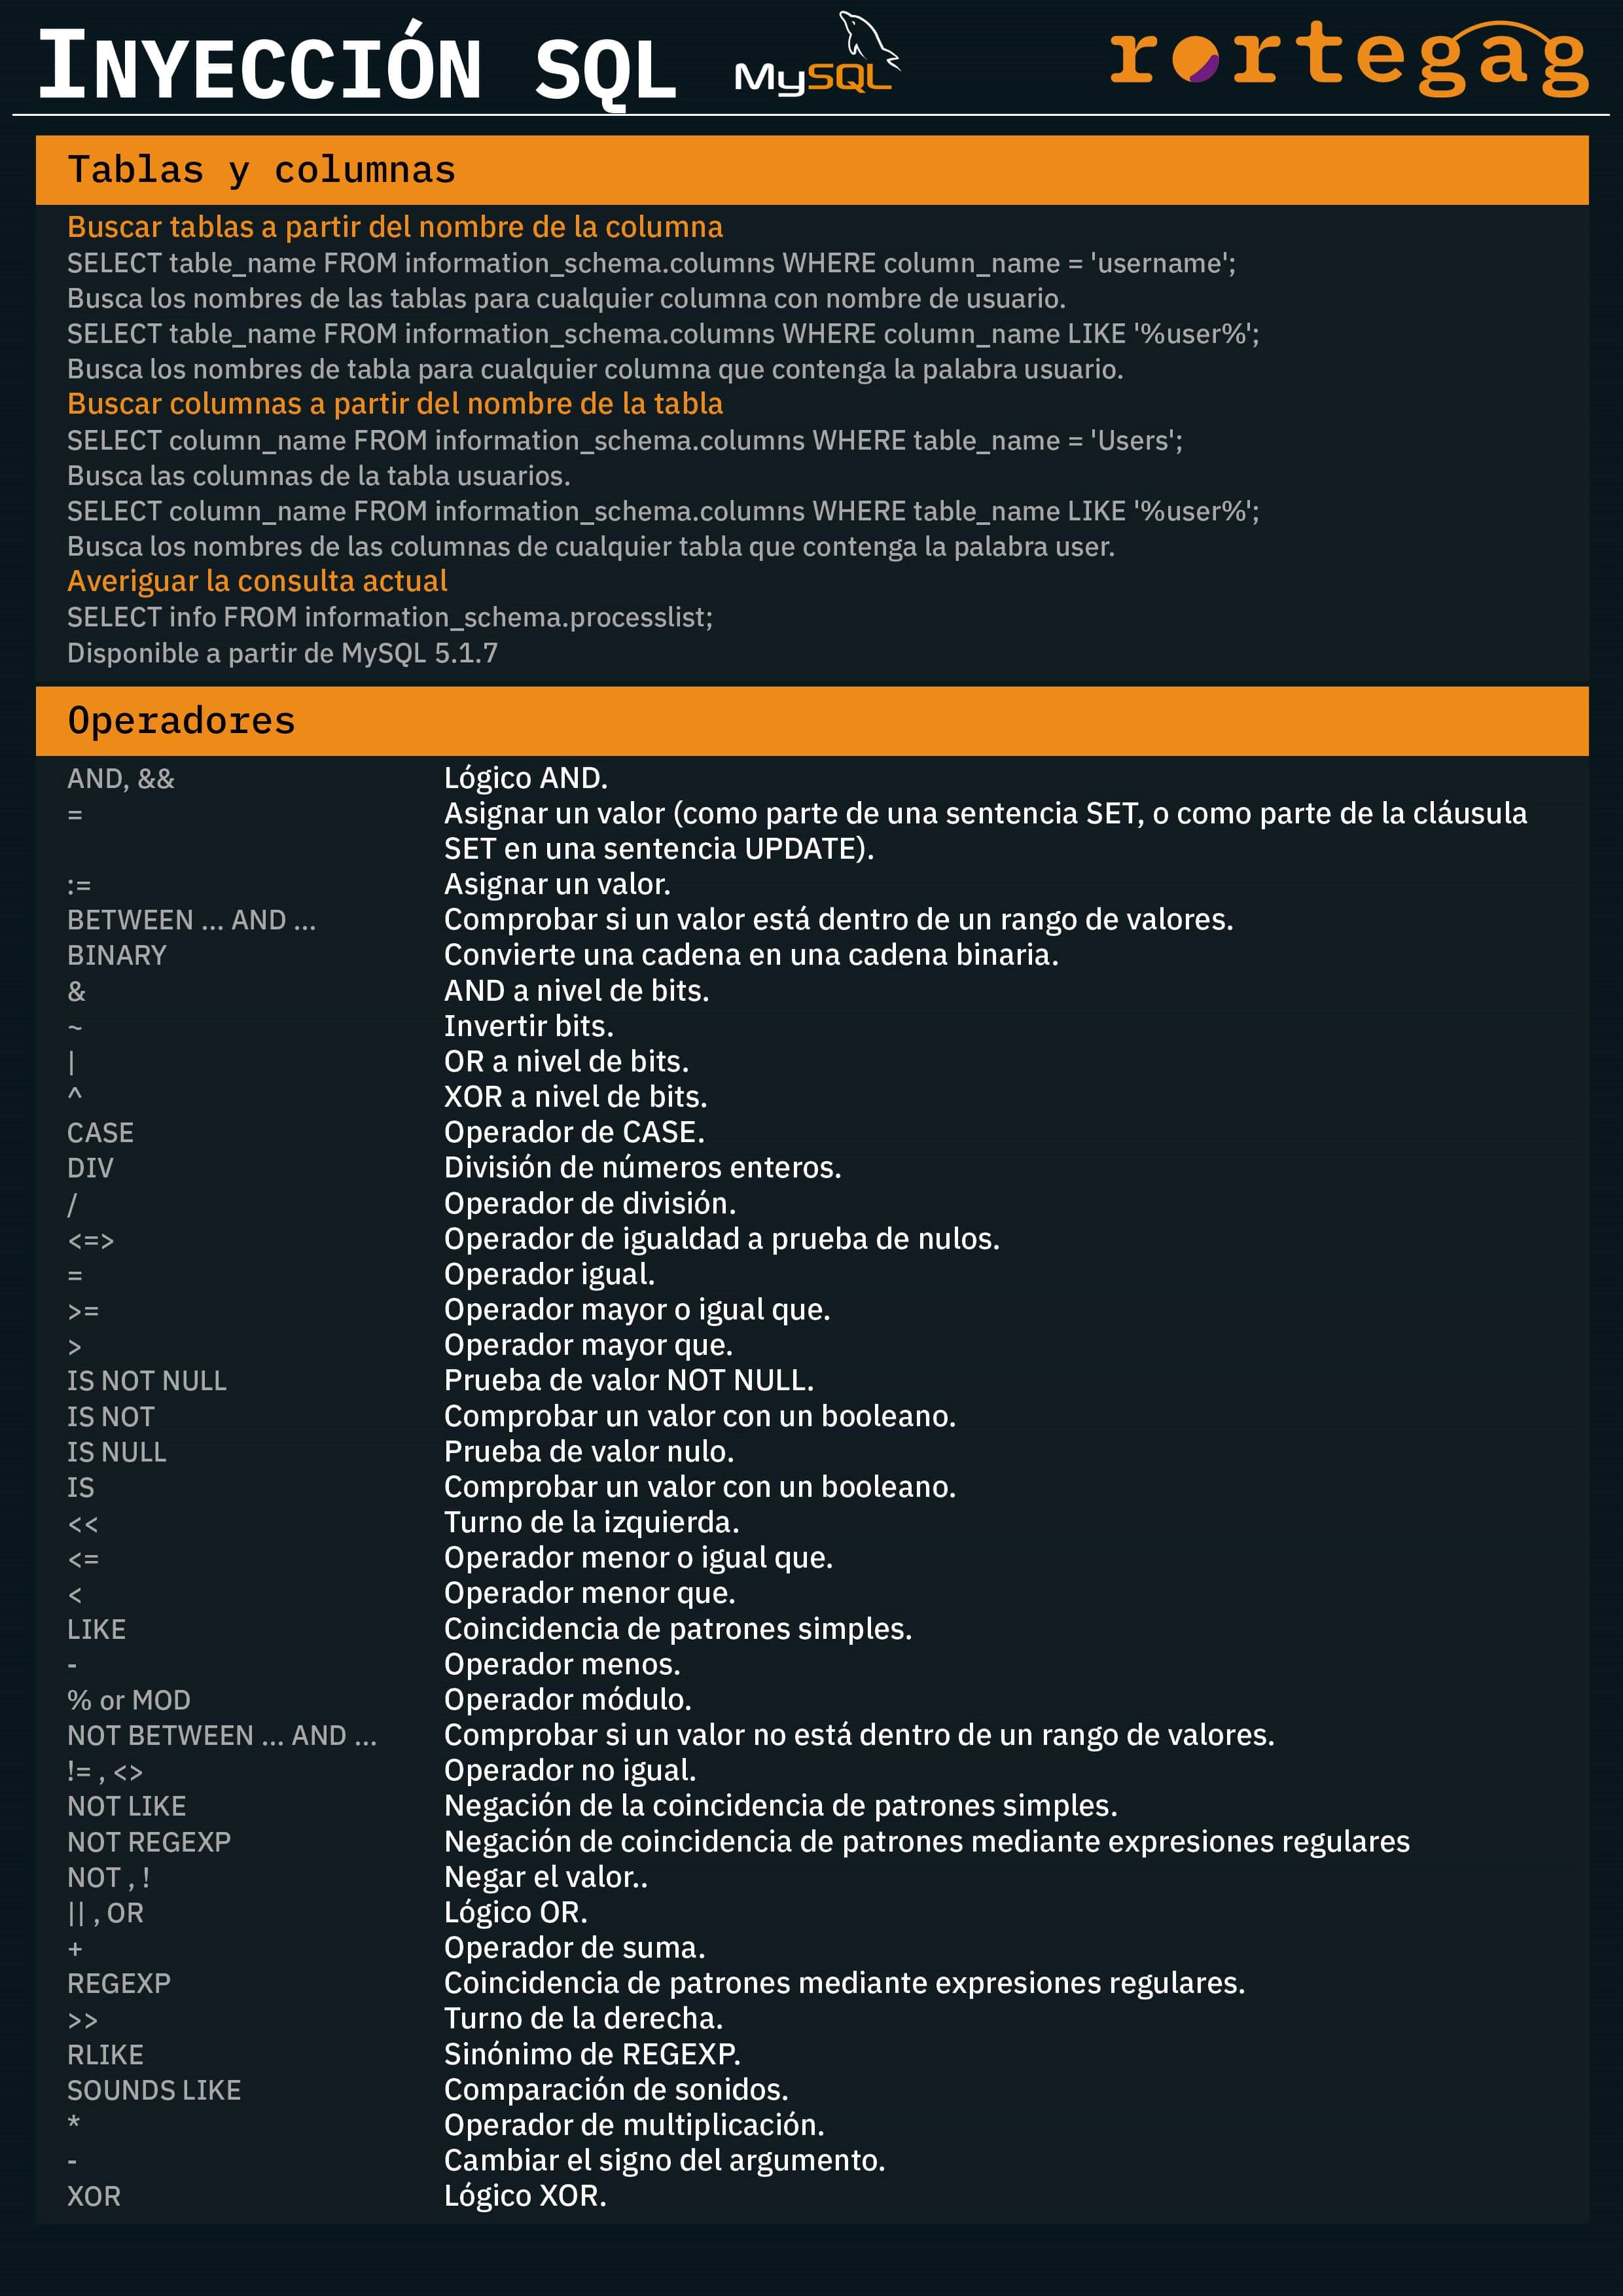 INYECCIÓN SQL
MySQL
rortegag
Tablas y columnas
Buscar tablas a partir del nombre de la columna
SELECT table_name FROM information_schema.columns WHERE column_name = 'username';
Busca los nombres de las tablas para cualquier columna con nombre de usuario.
SELECT table_name FROM information_schema.columns WHERE column_name LIKE '%user%';
Busca los nombres de tabla para cualquier columna que contenga la palabra usuario.
Buscar columnas a partir del nombre de la tabla
SELECT column_name FROM information_schema.columns WHERE table_name = 'Users';
Busca las columnas de la tabla usuarios.
SELECT column_name FROM information_schema.columns WHERE table_name LIKE '%user%';
Busca los nombres de las columnas de cualquier tabla que contenga la palabra user.
Averiguar la consulta actual
SELECT info FROM information_schema.processlist;
Disponible a partir de MySQL 5.1.7
Operadores
AND, && Lógico AND.
= Asignar un valor (como parte de una sentencia SET, o como parte de la cláusula
SET en una sentencia UPDATE).
:= Asignar un valor.
BETWEEN ... AND ... Comprobar si un valor está dentro de un rango de valores.
BINARY Convierte una cadena en una cadena binaria.
& AND a nivel de bits.
~ Invertir bits.
| OR a nivel de bits.
^ XOR a nivel de bits.
CASE Operador de CASE.
DIV División de números enteros.
/ Operador de división.
<=> Operador de igualdad a prueba de nulos.
= Operador igual.
>= Operador mayor o igual que.
> Operador mayor que.
IS NOT NULL Prueba de valor NOT NULL.
IS NOT Comprobar un valor con un booleano.
IS NULL Prueba de valor nulo.
IS Comprobar un valor con un booleano.
<< Turno de la izquierda.
<= Operador menor o igual que.
< Operador menor que.
LIKE Coincidencia de patrones simples.
- Operador menos.
% or MOD Operador módulo.
NOT BETWEEN ... AND ... Comprobar si un valor no está dentro de un rango de valores.
!= , <> Operador no igual.
NOT LIKE Negación de la coincidencia de patrones simples.
NOT REGEXP Negación de coincidencia de patrones mediante expresiones regulares
NOT , ! Negar el valor..
|| , OR Lógico OR.
+ Operador de suma.
REGEXP Coincidencia de patrones mediante expresiones regulares.
>> Turno de la derecha.
RLIKE Sinónimo de REGEXP.
SOUNDS LIKE Comparación de sonidos.
* Operador de multiplicación.
- Cambiar el signo del argumento.
XOR Lógico XOR.